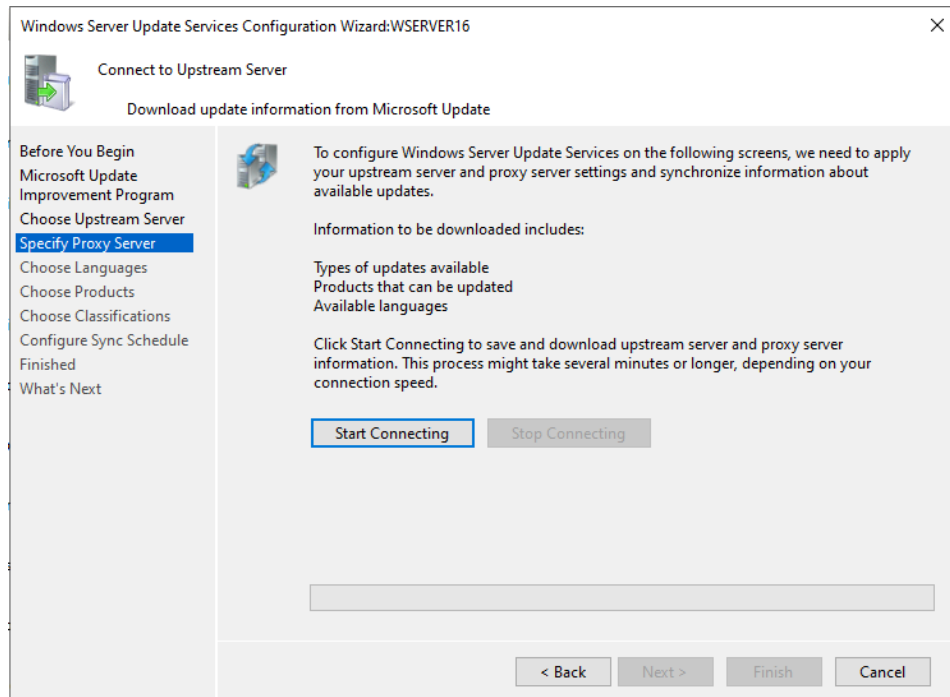 Windows Server Update Services Configuration Wizard:WSERVER16
Connect to Upstream Server
Download update information from Microsoft Update
Before You Begin
Microsoft Update
Improvement Program
Choose Upstream Server
Specify Proxy Server
Choose Languages
Choose Products
Choose Classifications
Configure Sync Schedule
Finished
What's Next
To configure Windows Server Update Services on the following screens, we need to apply
your upstream server and proxy server settings and synchronize information about
available updates.
Information to be downloaded includes:
Types of updates available
Products that can be updated
Available languages
Click Start Connecting to save and download upstream server and proxy server
information. This process might take several minutes or longer, depending on your
connection speed.
Start Connecting
Stop Connecting
< Back
Next >
Finish
Cancel